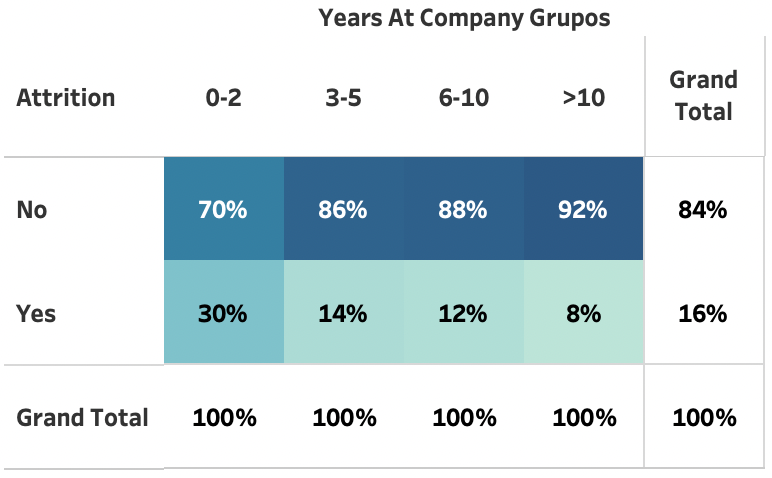 Years At Company Grupos
Attrition 0-2 3-5 6-10 >10 Grand Total
No 70% 86% 88% 92% 84%
Yes 30% 14% 12% 8% 16%
Grand Total 100% 100% 100% 100% 100%